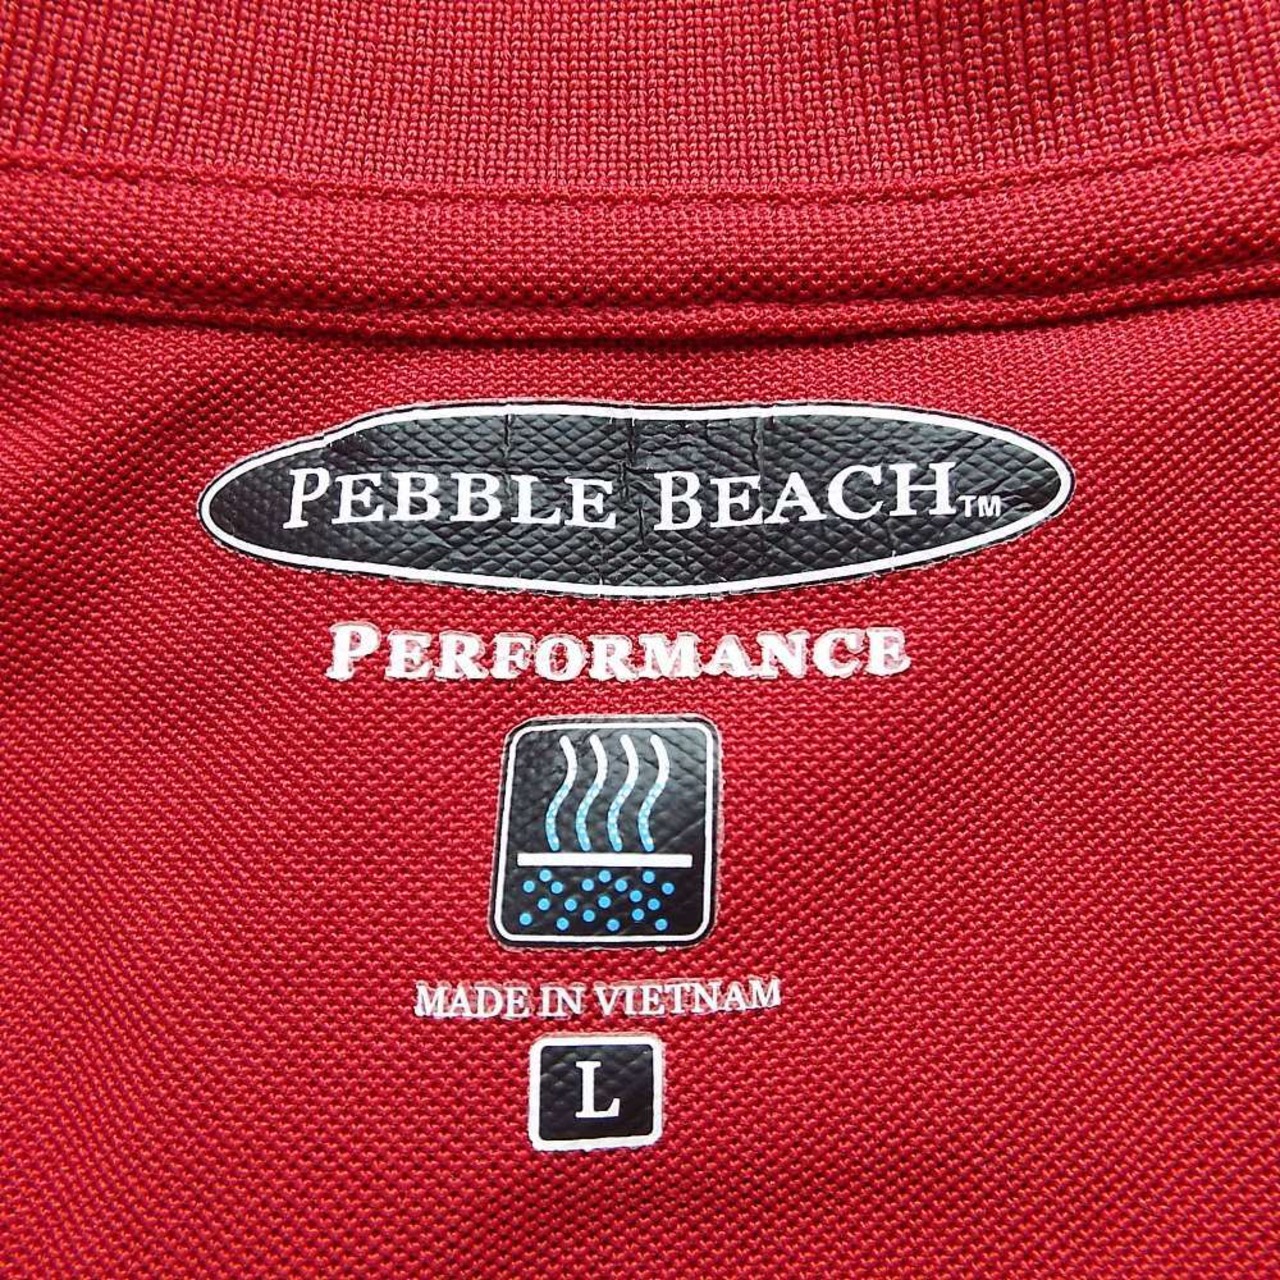 PEBBLE BEACH™
PERFORMANCE
MADE IN VIETNAM
L